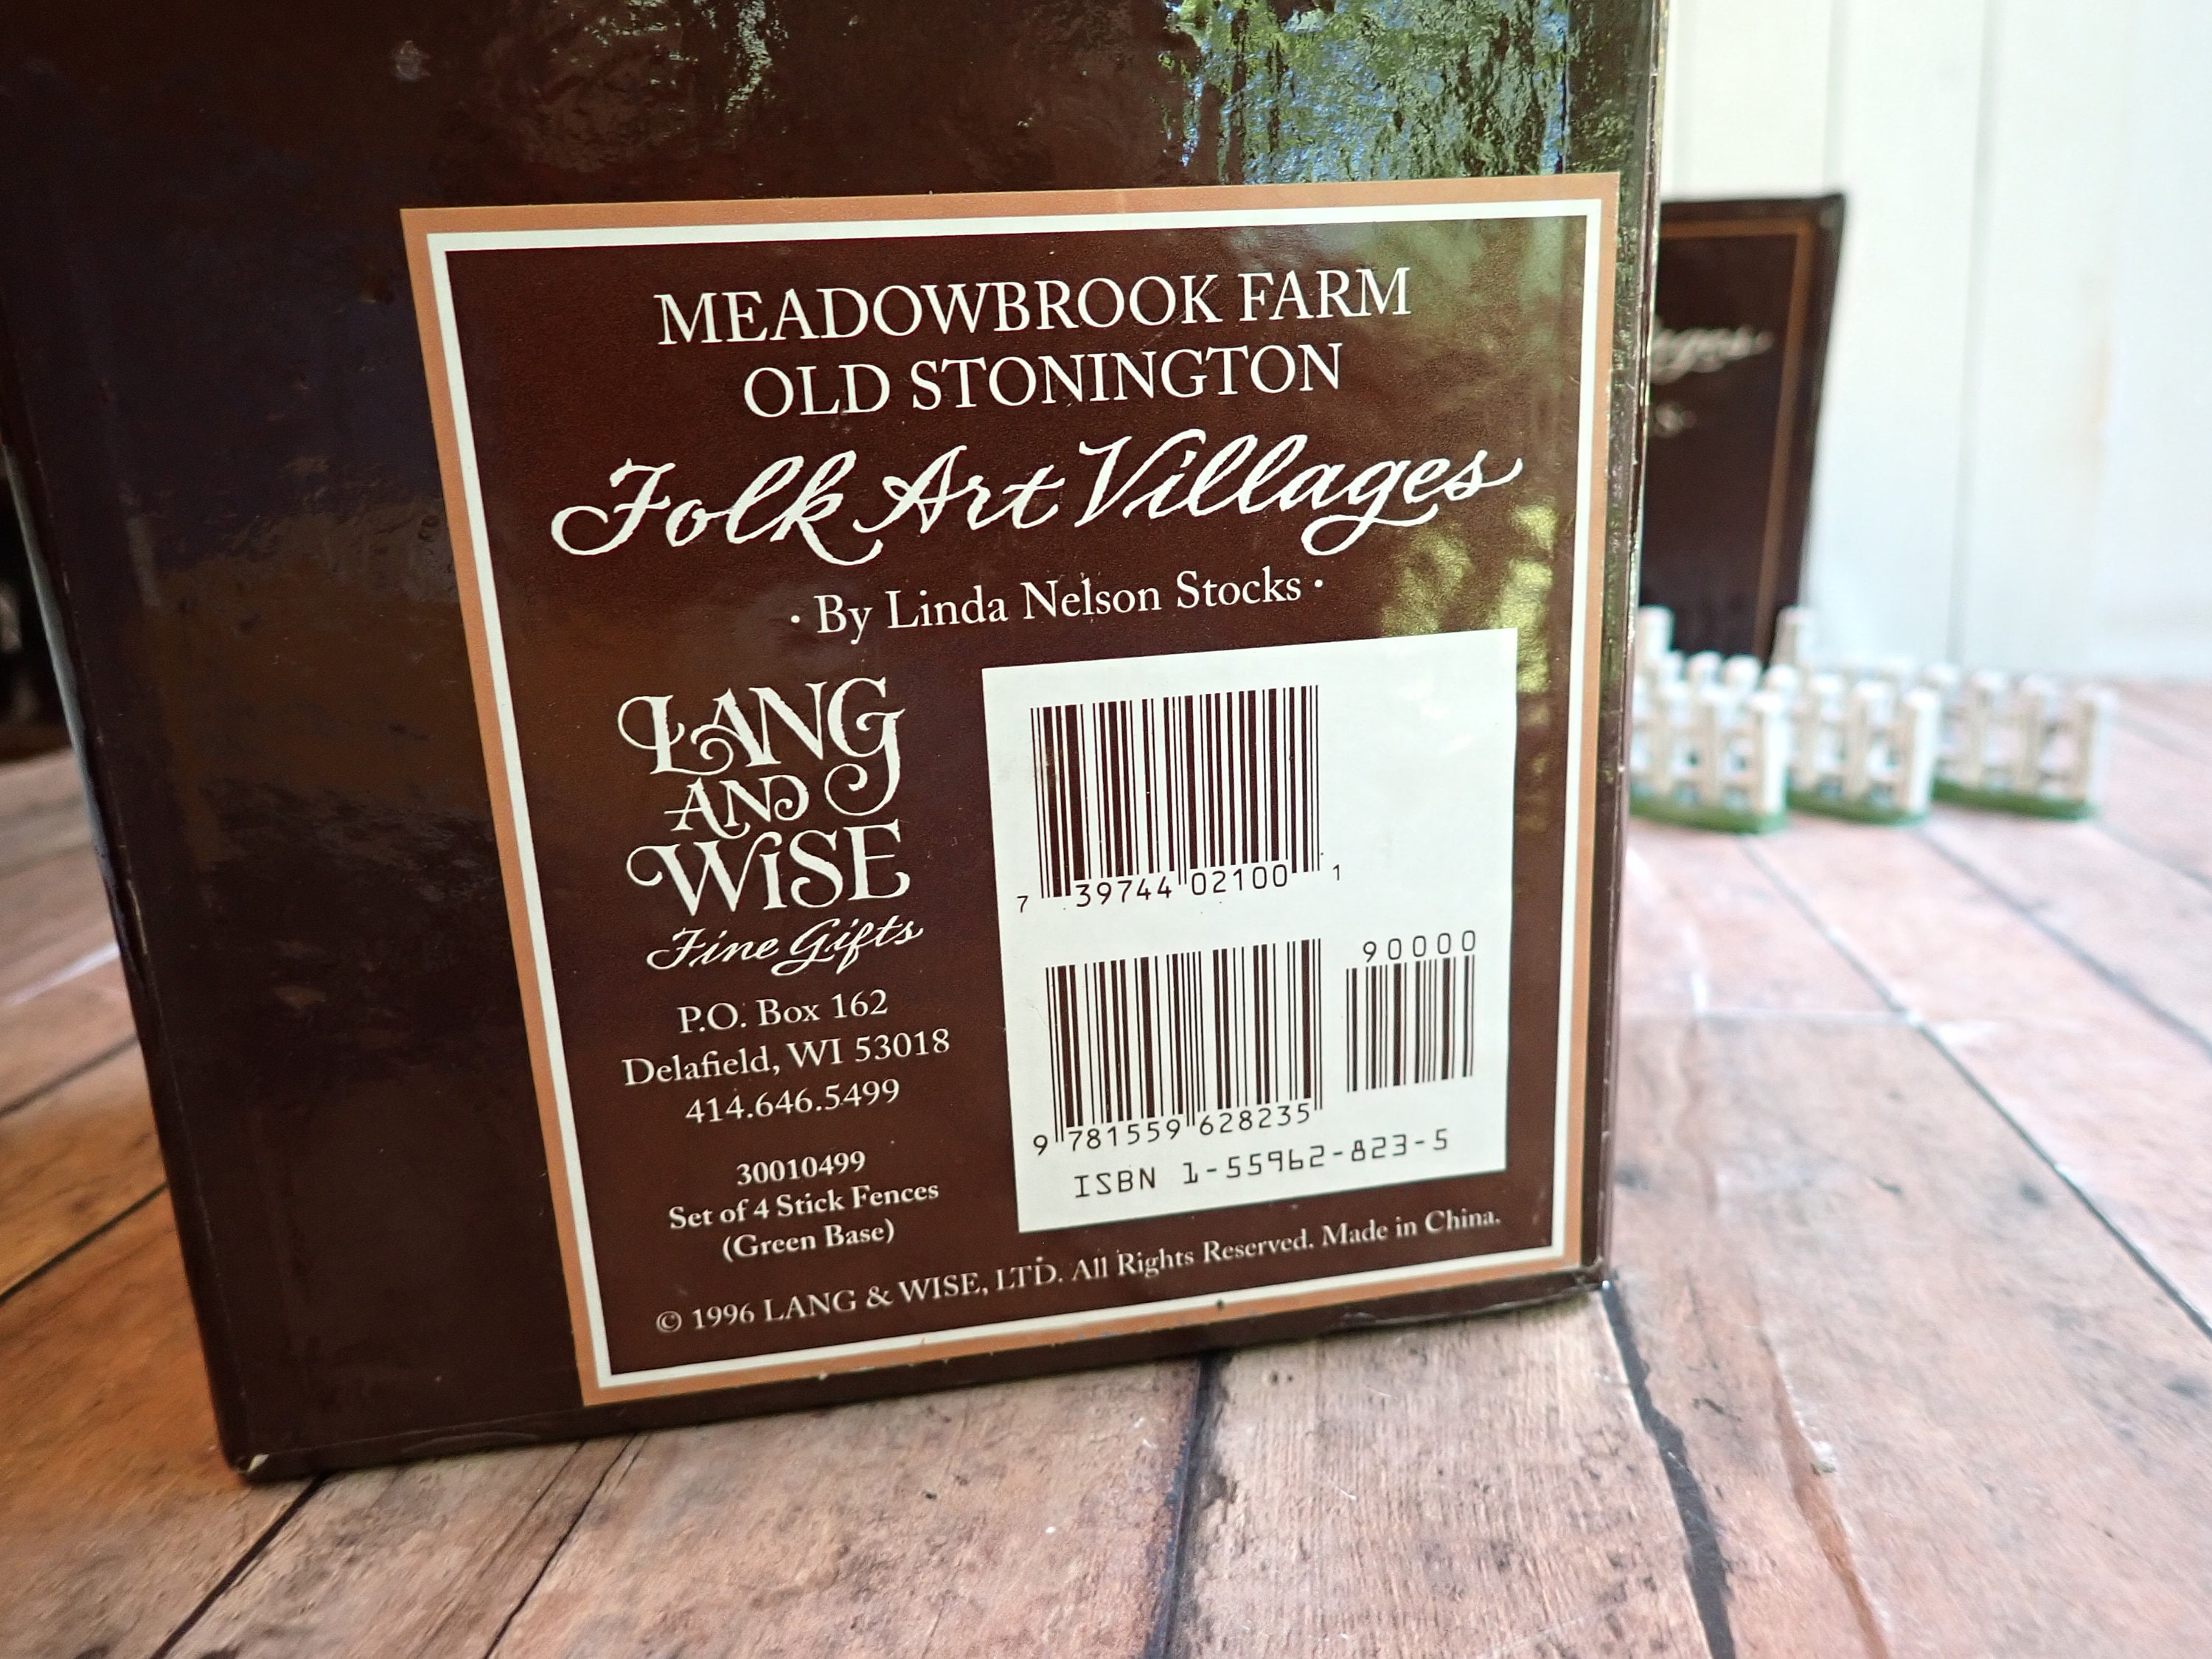 MEADOWBROOK FARM
OLD STONINGTON
Folk Art Villages
· By Linda Nelson Stocks ·
LANG
AND
WISE
Fine Gifts
P.O. Box 162
Delafield, WI 53018
414.646.5499
30010499
Set of 4 Stick Fences
(Green Base)
7 39744 02100 1
90000
9 781559 628235
ISBN 1-55962-823-5
© 1996 LANG & WISE, LTD. All Rights Reserved. Made in China.